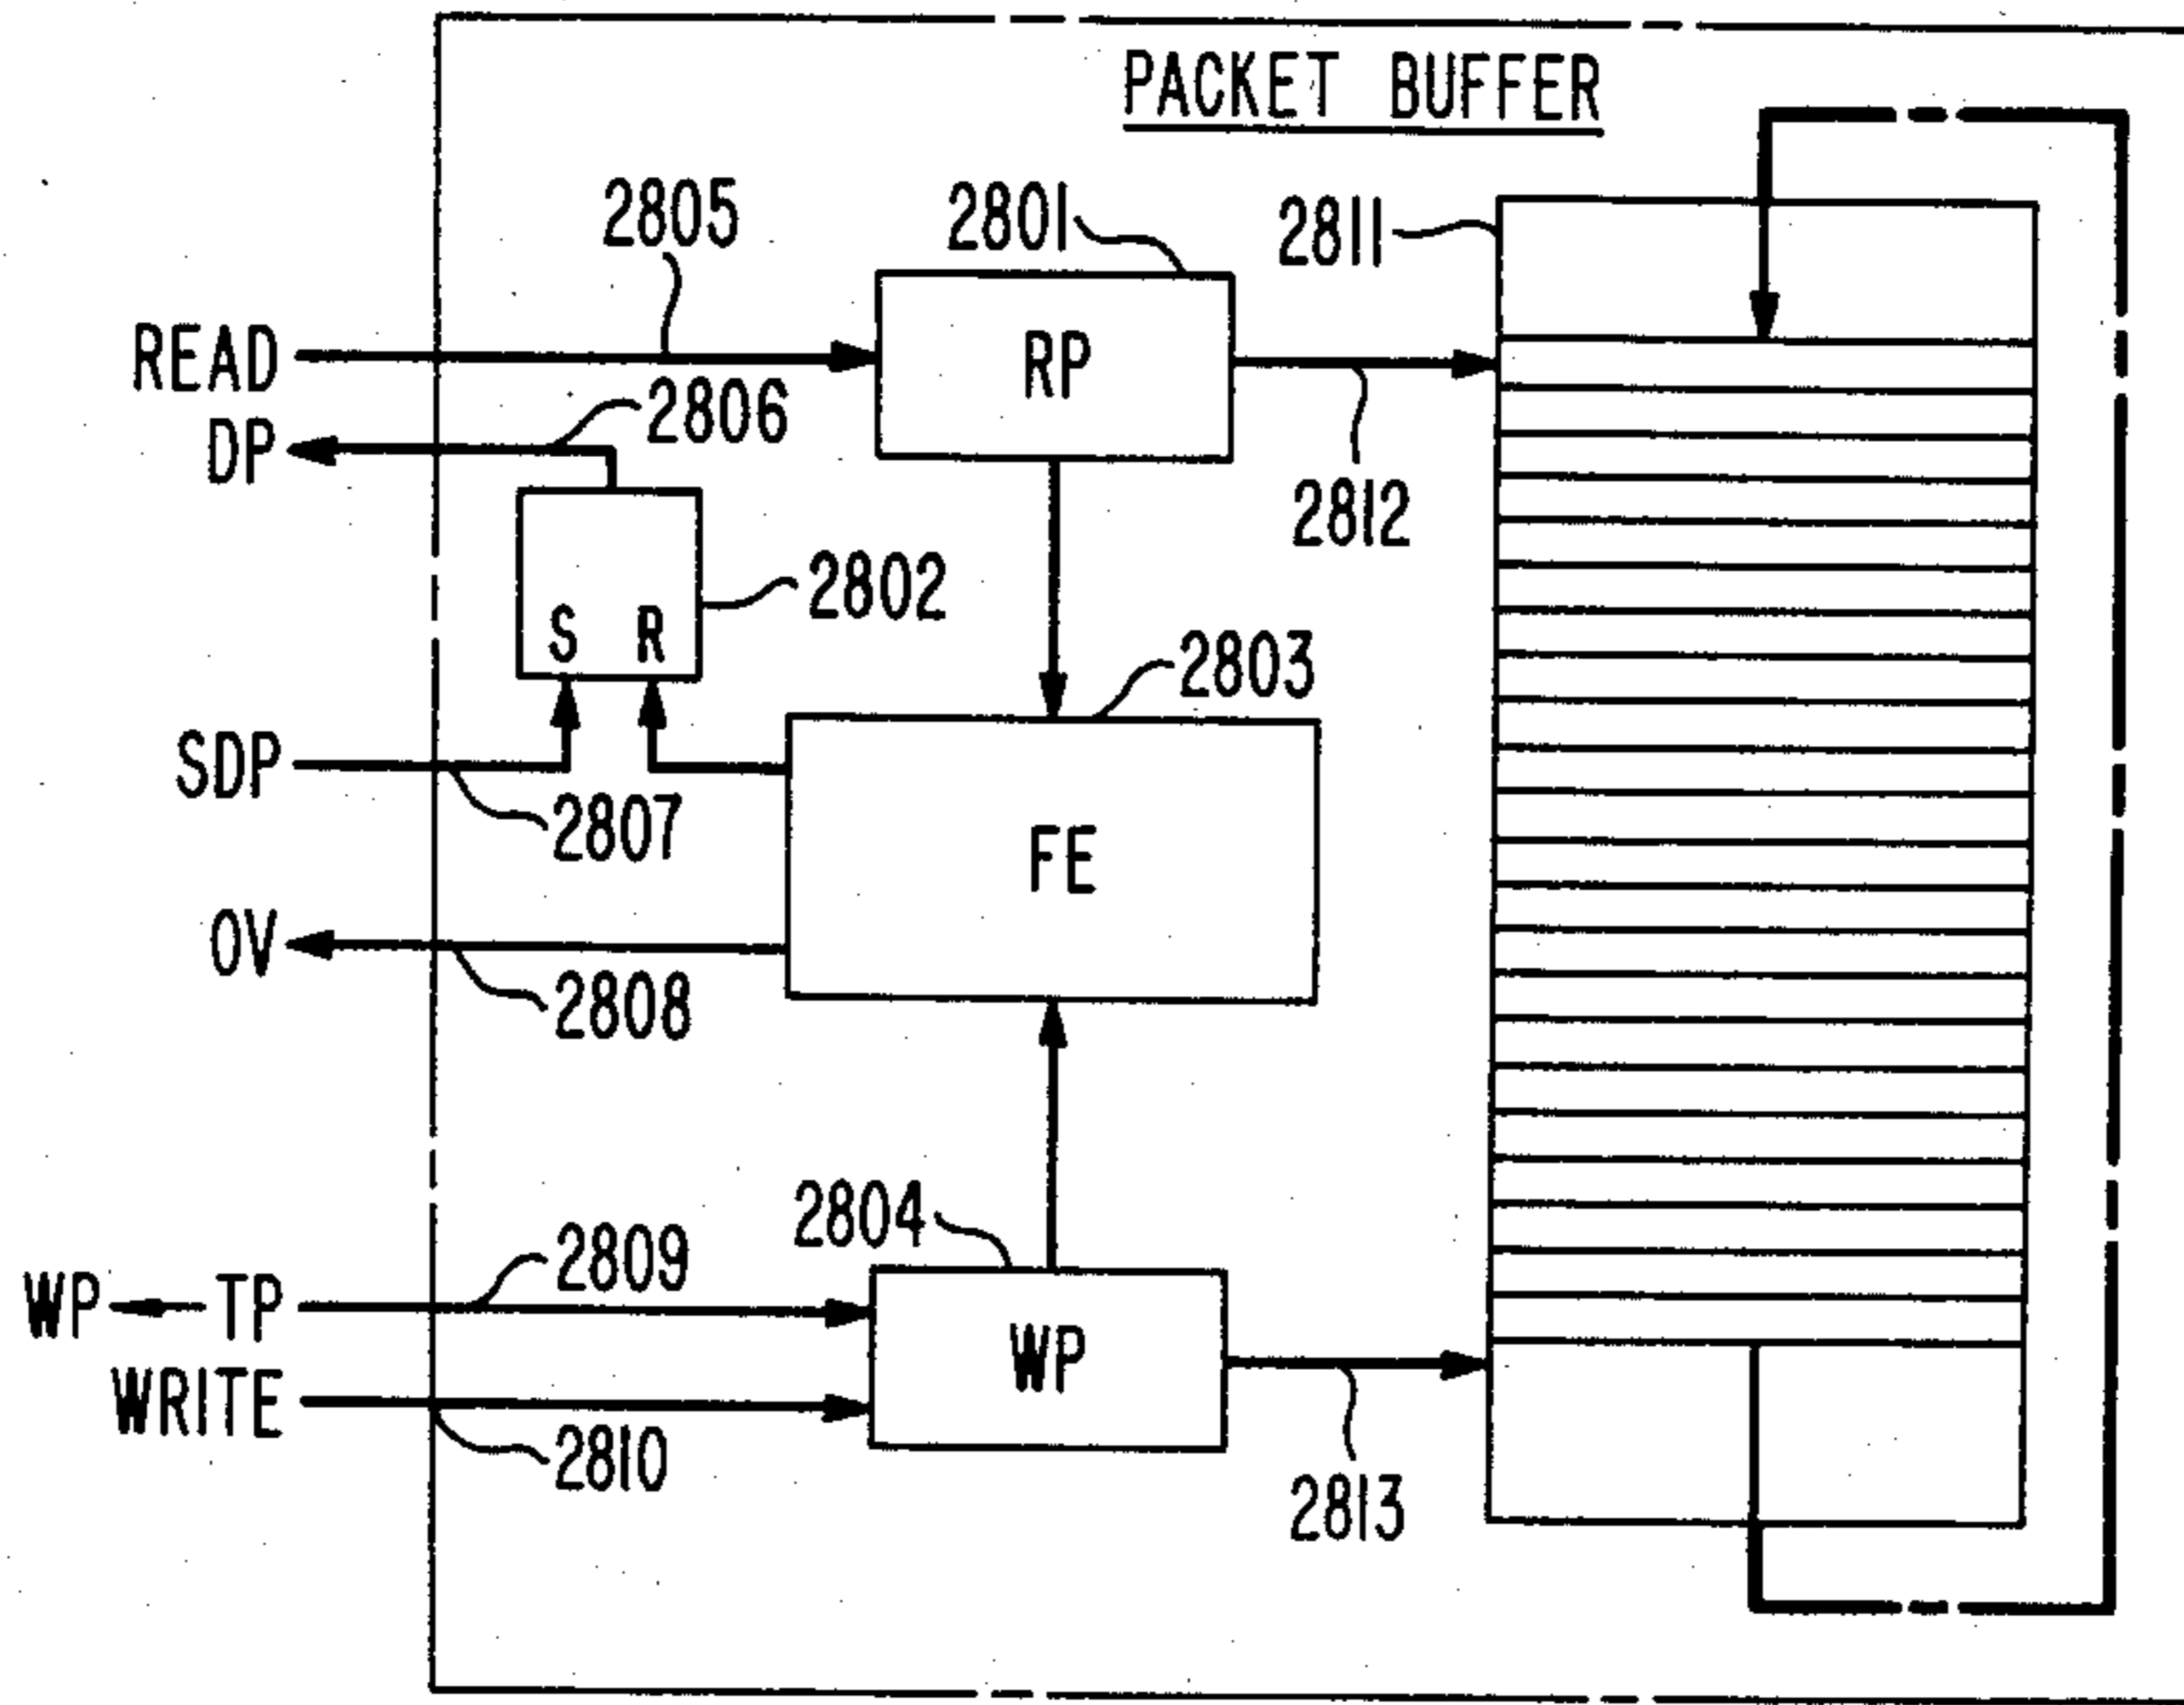 PACKET BUFFER
2805
2801
2811
READ
RP
2806
DP
2812
2802
S R
2803
SDP
2807
FE
OV
2808
2804
2809
WP TP
WP
WRITE
2810
2813